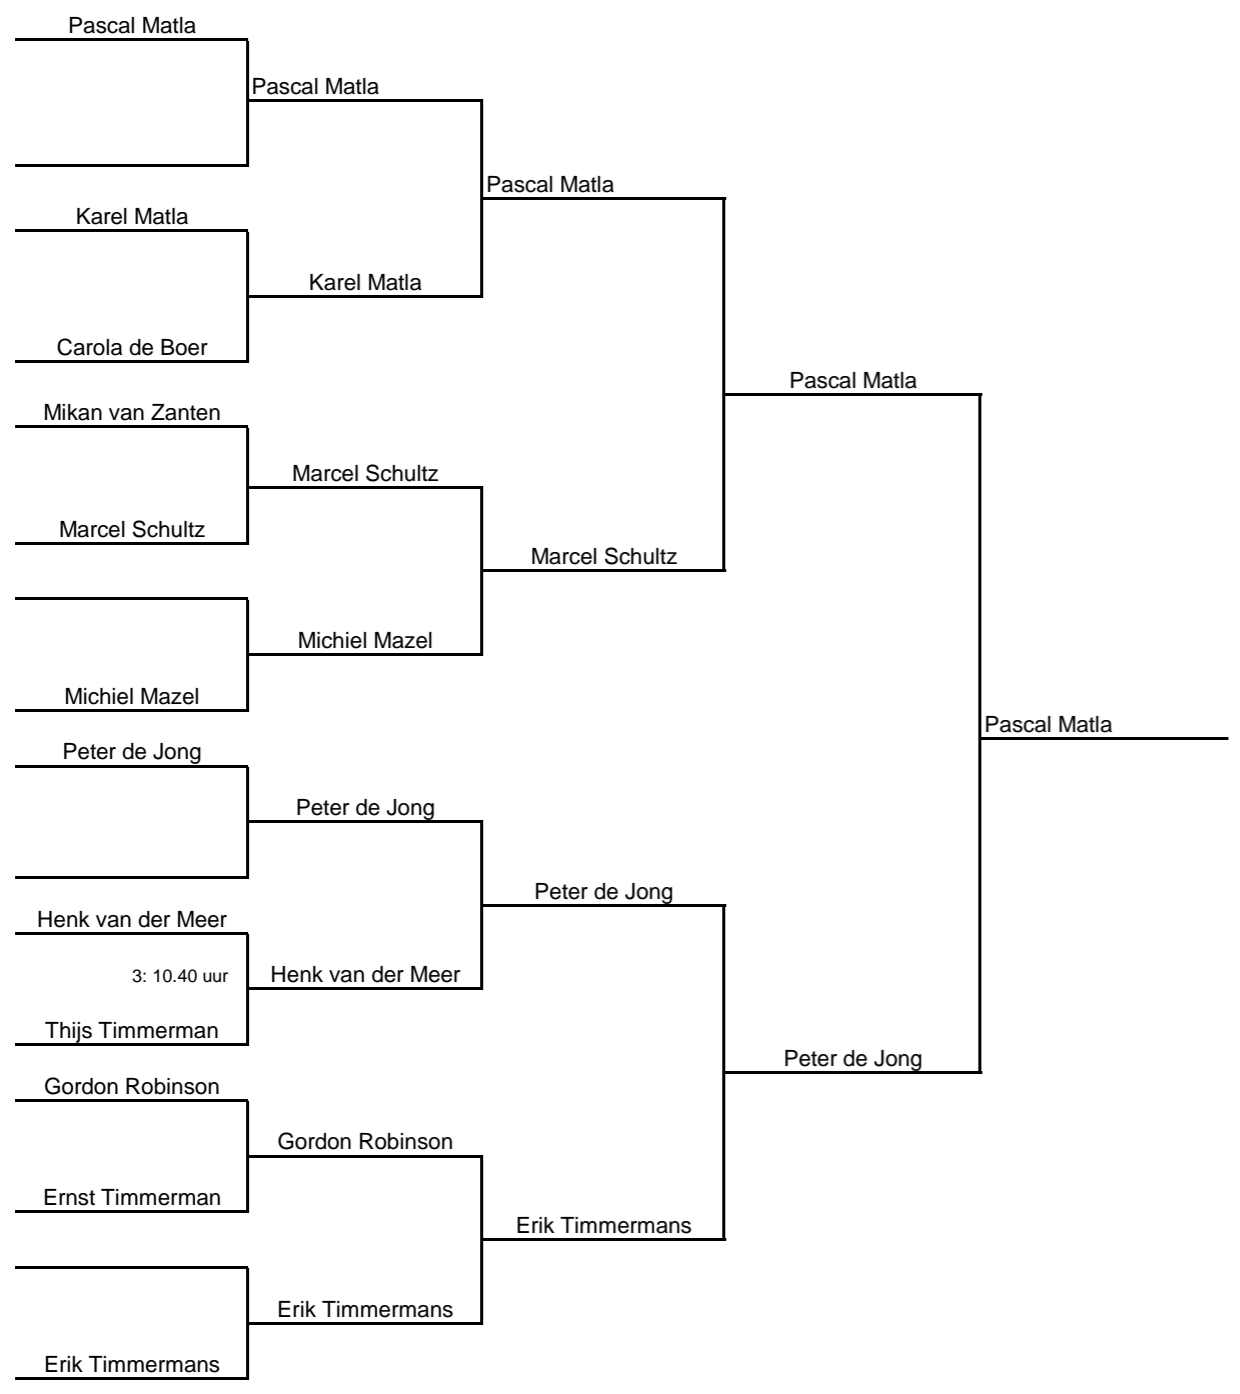 Pascal Matla
Pascal Matla
Pascal Matla
Karel Matla
Karel Matla
Carola de Boer
Pascal Matla
Mikan van Zanten
Marcel Schultz
Marcel Schultz
Marcel Schultz
Michiel Mazel
Michiel Mazel
Pascal Matla
Peter de Jong
Peter de Jong
Peter de Jong
Henk van der Meer
3: 10.40 uur
Henk van der Meer
Thijs Timmerman
Peter de Jong
Gordon Robinson
Gordon Robinson
Ernst Timmerman
Erik Timmermans
Erik Timmermans
Erik Timmermans